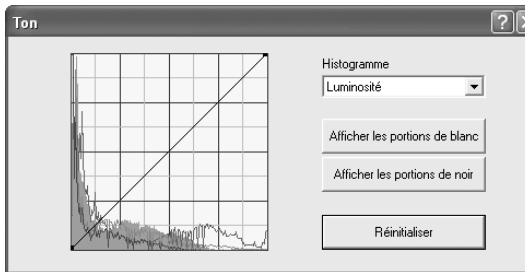 Ton
Histogramme
Luminosité
Afficher les portions de blanc
Afficher les portions de noir
Réinitialiser